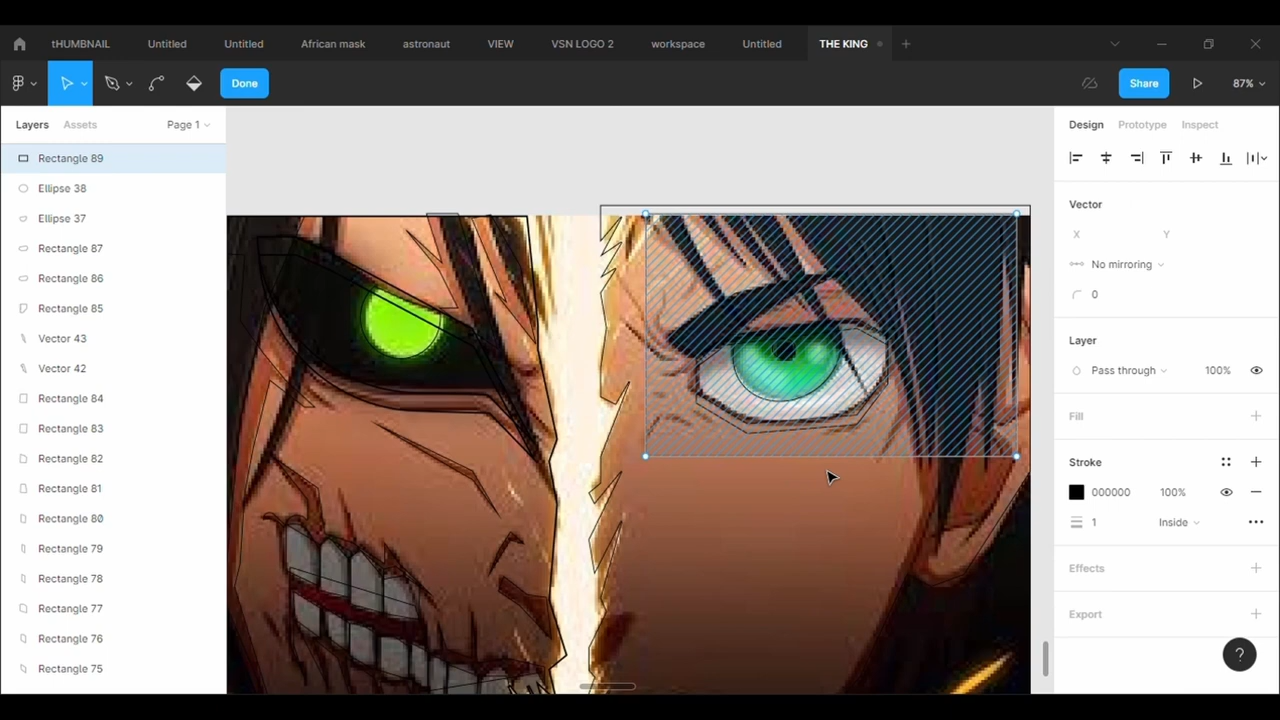 tHUMBNAIL Untitled Untitled African mask astronaut VIEW VSN LOGO 2 workspace Untitled THE KING
Done Share 87%
Layers Assets Page 1
Rectangle 89
Ellipse 38
Ellipse 37
Rectangle 87
Rectangle 86
Rectangle 85
Vector 43
Vector 42
Rectangle 84
Rectangle 83
Rectangle 82
Rectangle 81
Rectangle 80
Rectangle 79
Rectangle 78
Rectangle 77
Rectangle 76
Rectangle 75
Design Prototype Inspect
Vector
X Y
No mirroring
0
Layer
Pass through 100%
Fill
Stroke
000000 100%
1 Inside
Effects
Export
?